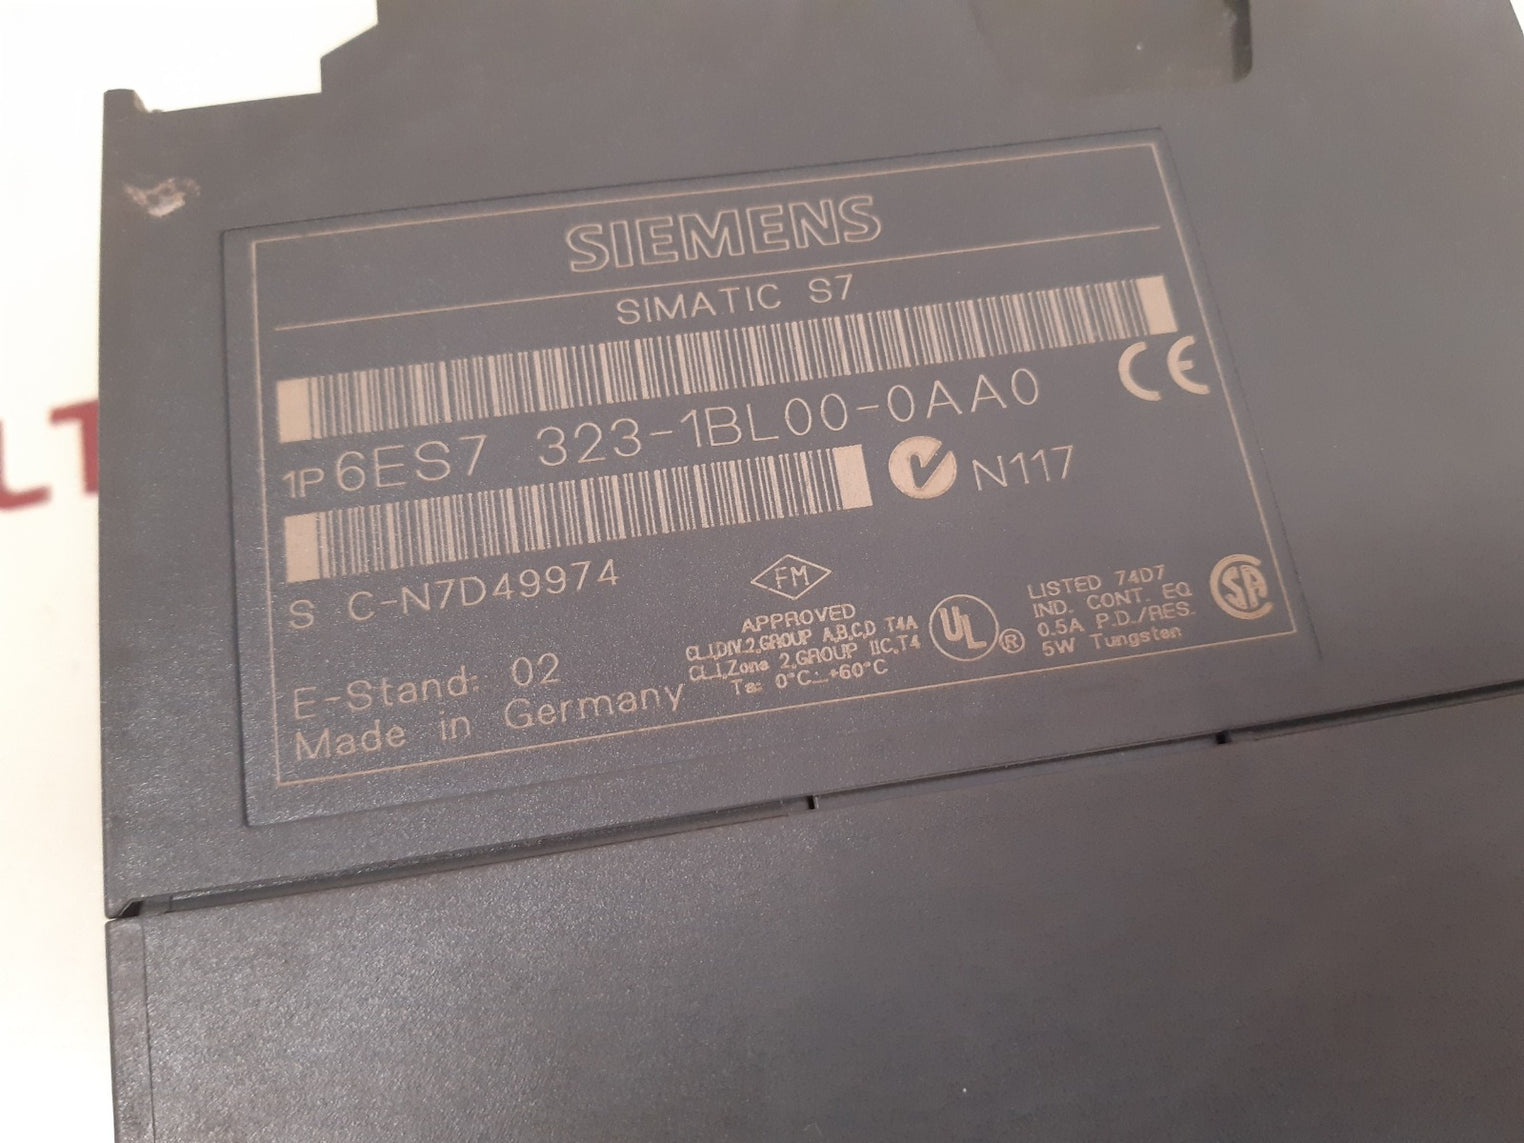 SIEMENS
SIMATIC S7
1P 6ES7 323-1BL00-0AA0
CE
N117
S C-N7D49974
FM
APPROVED
CL.I,DIV.2,GROUP A,B,C,D T4A
CL.I,Zone 2,GROUP IIC,T4
Ta: 0°C...+60°C
UL®
LISTED 74D7
IND. CONT. EQ
0.5A P.D./RES.
5W Tungsten
SA
E-Stand: 02
Made in Germany